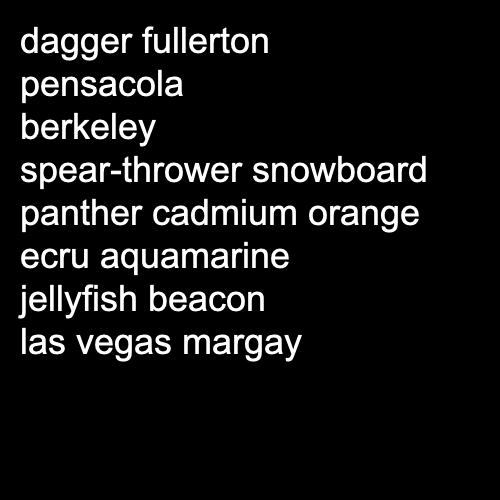 dagger fullerton
pensacola
berkeley
spear-thrower snowboard
panther cadmium orange
ecru aquamarine
jellyfish beacon
las vegas margay